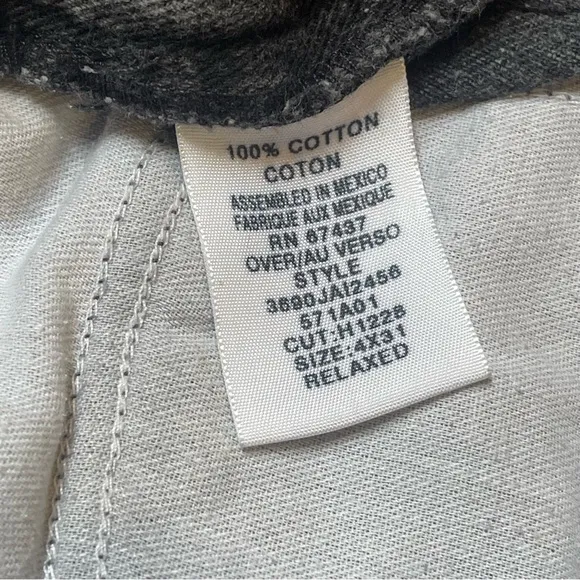 100% COTTON
COTON
ASSEMBLED IN MEXICO
FABRIQUE AUX MEXIQUE
RN 67437
OVER/AU VERSO
STYLE
3690JAI2456
571A01
CUT:H1228
SIZE:4X31
RELAXED